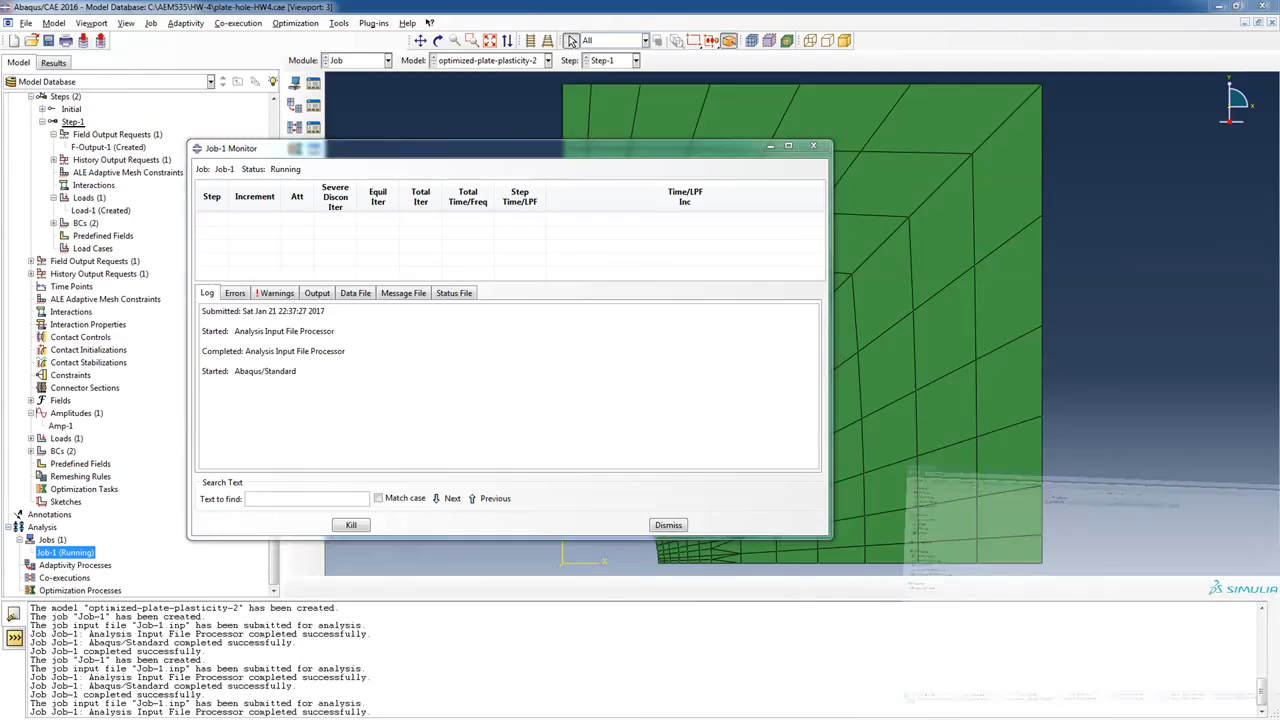 Abaqus/CAE 2016 - Model Database: C:\AEM535\HW-4\plate-hole-HW4.cae [Viewport: 3]
File Model Viewport View Job Adaptivity Co-execution Optimization Tools Plug-ins Help
All
Model Results Module: Job Model: optimized-plate-plasticity-2 Step: Step-1
Model Database
Steps (2)
Initial
Step-1
Field Output Requests (1)
F-Output-1 (Created)
History Output Requests (1)
ALE Adaptive Mesh Constraints
Interactions
Loads (1)
Load-1 (Created)
BCs (2)
Predefined Fields
Load Cases
Field Output Requests (1)
History Output Requests (1)
Time Points
ALE Adaptive Mesh Constraints
Interactions
Interaction Properties
Contact Controls
Contact Initializations
Contact Stabilizations
Constraints
Connector Sections
Fields
Amplitudes (1)
Amp-1
Loads (1)
BCs (2)
Predefined Fields
Remeshing Rules
Optimization Tasks
Sketches
Annotations
Analysis
Jobs (1)
Job-1 (Running)
Adaptivity Processes
Co-executions
Optimization Processes
Job-1 Monitor
Job: Job-1 Status: Running
Step Increment Att Severe Discon Iter Equil Iter Total Iter Total Time/Freq Step Time/LPF Time/LPF Inc
Log Errors ! Warnings Output Data File Message File Status File
Submitted: Sat Jan 21 22:37:27 2017
Started: Analysis Input File Processor
Completed: Analysis Input File Processor
Started: Abaqus/Standard
Search Text
Text to find: Match case Next Previous
Kill Dismiss
Y
X
X
SIMULIA
The model "optimized-plate-plasticity-2" has been created.
The job "Job-1" has been created.
The job input file "Job-1.inp" has been submitted for analysis.
Job Job-1: Analysis Input File Processor completed successfully.
Job Job-1: Abaqus/Standard completed successfully.
Job Job-1 completed successfully.
The job "Job-1" has been created.
The job input file "Job-1.inp" has been submitted for analysis.
Job Job-1: Analysis Input File Processor completed successfully.
Job Job-1: Abaqus/Standard completed successfully.
Job Job-1 completed successfully.
The job input file "Job-1.inp" has been submitted for analysis.
Job Job-1: Analysis Input File Processor completed successfully.